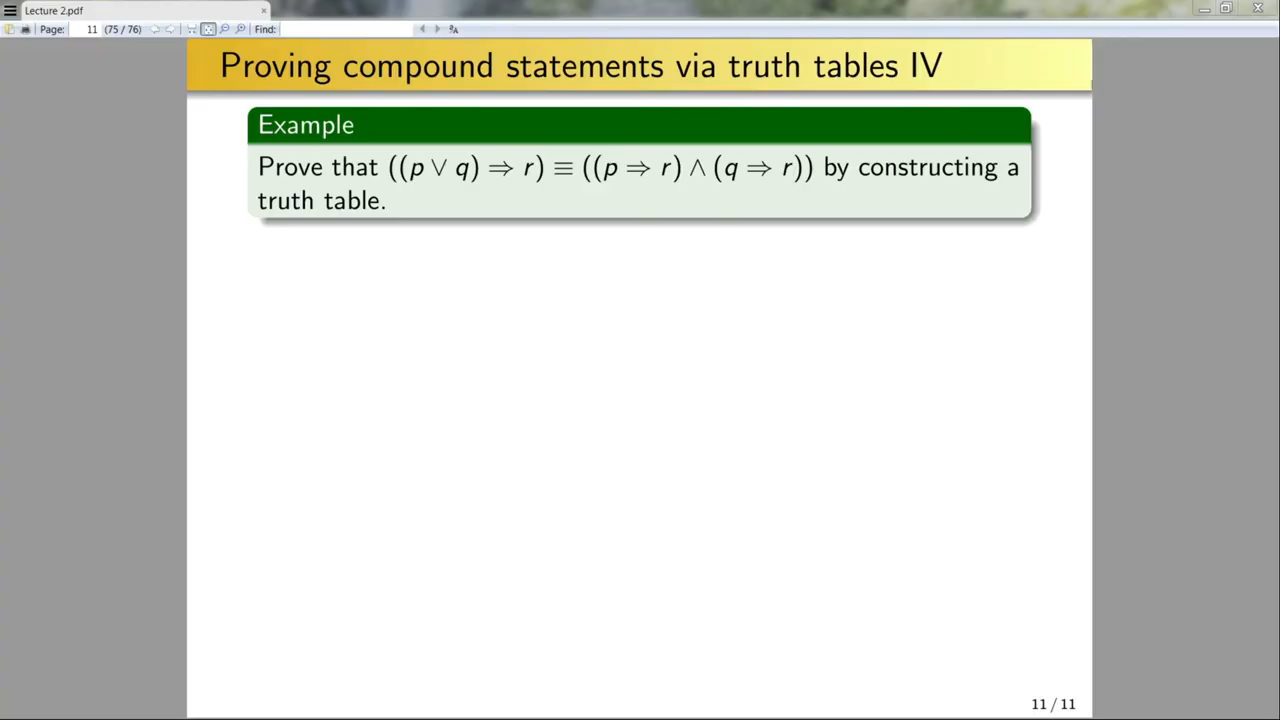 Lecture 2.pdf
Page: 11 (75 / 76) Find:
Proving compound statements via truth tables IV
Example
Prove that ((p ∨ q) ⇒ r) ≡ ((p ⇒ r) ∧ (q ⇒ r)) by constructing a
truth table.
11 / 11